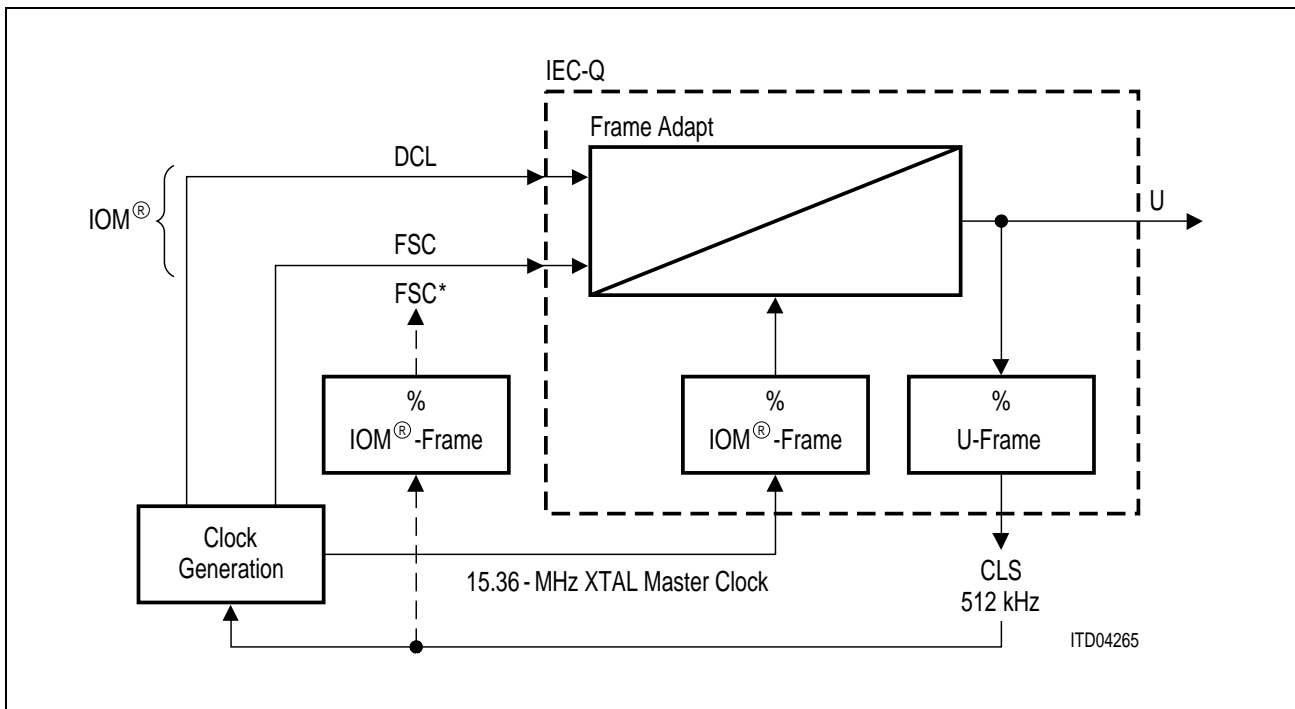 IEC-Q
Frame Adapt
DCL
IOM®
U
FSC
FSC*
%
IOM®-Frame
%
IOM®-Frame
%
U-Frame
Clock
Generation
15.36 - MHz XTAL Master Clock
CLS
512 kHz
ITD04265